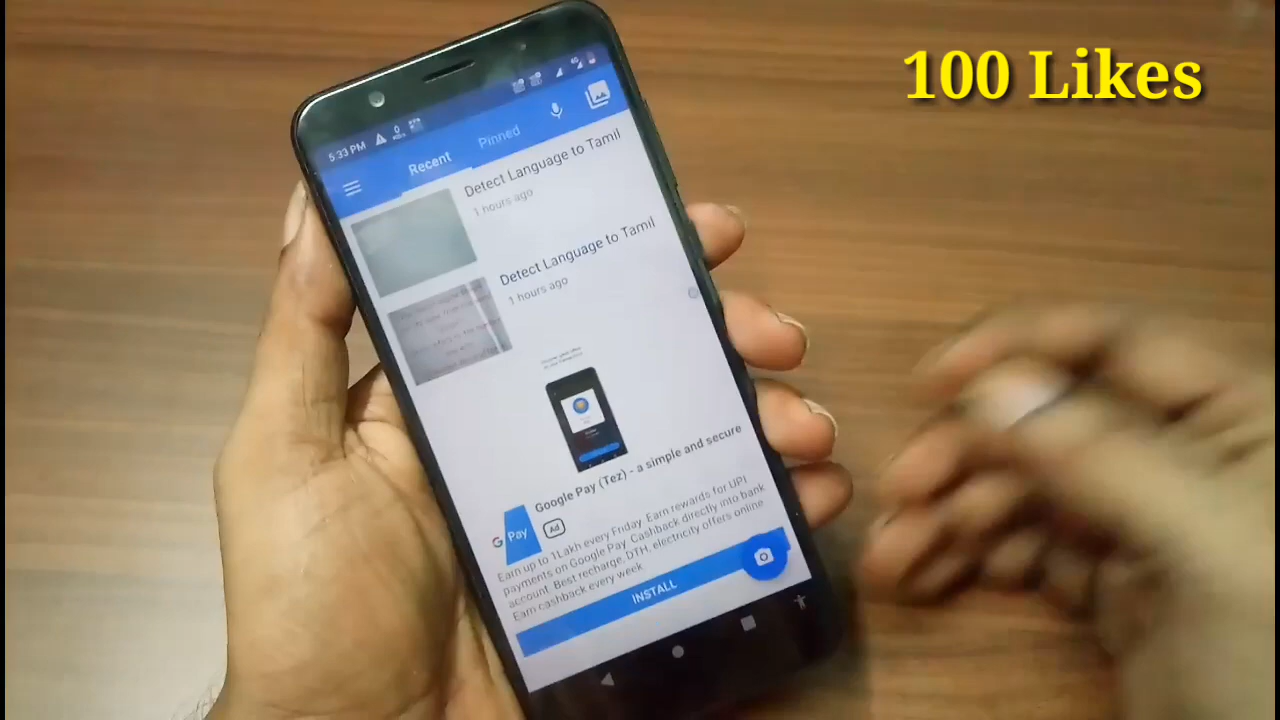 100 Likes
5:33 PM
Recent
Pinned
Detect Language to Tamil
1 hours ago
Detect Language to Tamil
1 hours ago
Google Pay (Tez) - a simple and secure
Ad
G Pay
Earn up to 1Lakh every Friday. Earn rewards for UPI
payments on Google Pay. Cashback directly into bank
account. Best recharge, DTH, electricity offers online.
Earn cashback every week.
INSTALL